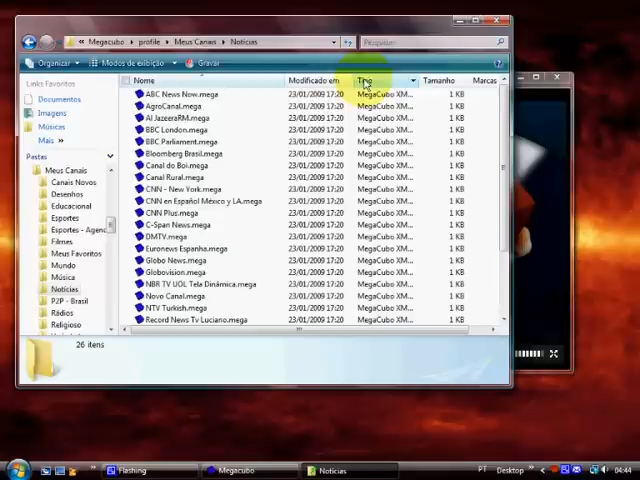 Megacubo ▸ profile ▸ Meus Canais ▸ Notícias
Pesquisar
Organizar
Modos de exibição
Gravar
Links Favoritos
Documentos
Imagens
Músicas
Mais »
Pastas
Meus Canais
Canais Novos
Desenhos
Educacional
Esportes
Esportes - Agend
Filmes
Meus Favoritos
Mundo
Música
Notícias
P2P - Brasil
Rádios
Religioso
Nome Modificado em Tipo Tamanho Marcas
ABC News Now.mega 23/01/2009 17:20 MegaCubo XM... 1 KB
AgroCanal.mega 23/01/2009 17:20 MegaCubo XM... 1 KB
Al JazzeraRM.mega 23/01/2009 17:20 MegaCubo XM... 1 KB
BBC London.mega 23/01/2009 17:20 MegaCubo XM... 1 KB
BBC Parliament.mega 23/01/2009 17:20 MegaCubo XM... 1 KB
Bloomberg Brasil.mega 23/01/2009 17:20 MegaCubo XM... 1 KB
Canal do Boi.mega 23/01/2009 17:20 MegaCubo XM... 1 KB
Canal Rural.mega 23/01/2009 17:20 MegaCubo XM... 1 KB
CNN - New York.mega 23/01/2009 17:20 MegaCubo XM... 1 KB
CNN en Español México y LA.mega 23/01/2009 17:20 MegaCubo XM... 1 KB
CNN Plus.mega 23/01/2009 17:20 MegaCubo XM... 1 KB
C-Span News.mega 23/01/2009 17:20 MegaCubo XM... 1 KB
DMTV.mega 23/01/2009 17:20 MegaCubo XM... 1 KB
Euronews Espanha.mega 23/01/2009 17:20 MegaCubo XM... 1 KB
Globo News.mega 23/01/2009 17:20 MegaCubo XM... 1 KB
Globovision.mega 23/01/2009 17:20 MegaCubo XM... 1 KB
NBR TV UOL Tela Dinâmica.mega 23/01/2009 17:20 MegaCubo XM... 1 KB
Novo Canal.mega 23/01/2009 17:20 MegaCubo XM... 1 KB
NTV Turkish.mega 23/01/2009 17:20 MegaCubo XM... 1 KB
Record News Tv Luciano.mega 23/01/2009 17:20 MegaCubo XM... 1 KB
26 itens
Flashing
Megacubo
Notícias
PT Desktop » 04:44